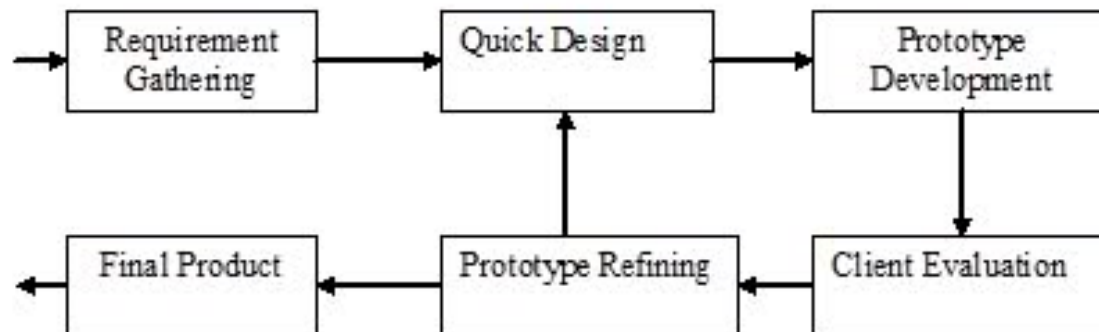 Requirement
Gathering
Quick Design
Prototype
Development
Final Product
Prototype Refining
Client Evaluation